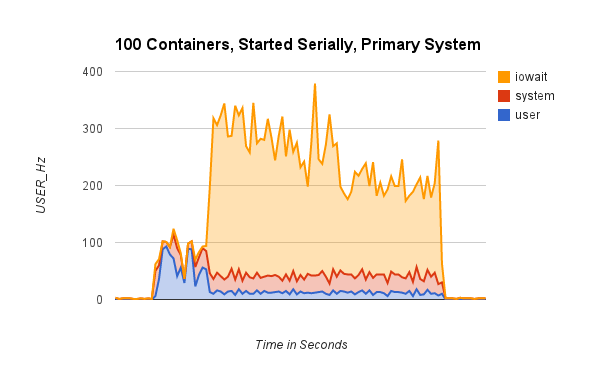 100 Containers, Started Serially, Primary System
400
300
200
100
0
USER_Hz
Time in Seconds
iowait
system
user